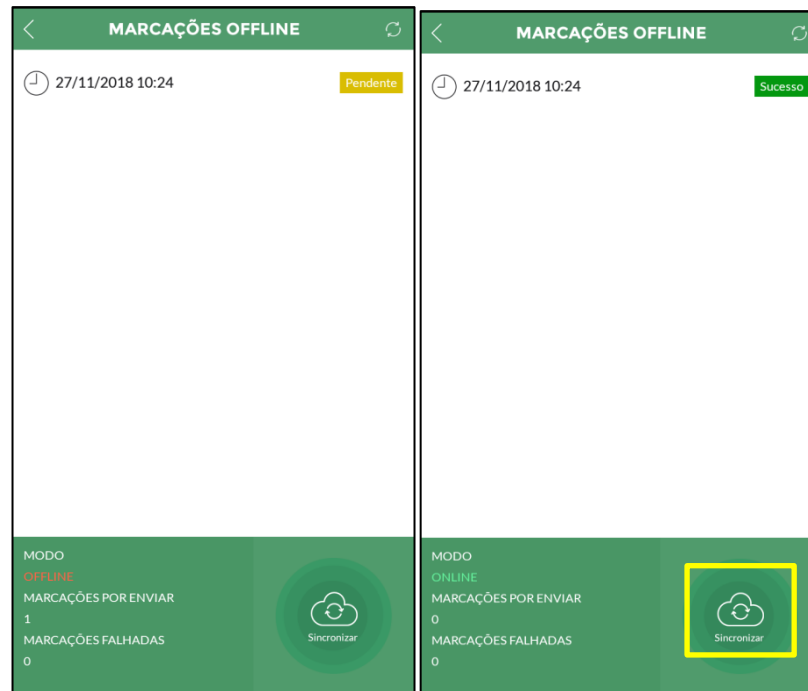 MARCAÇÕES OFFLINE
27/11/2018 10:24
Pendente
MODO
OFFLINE
MARCAÇÕES POR ENVIAR
1
MARCAÇÕES FALHADAS
0
Sincronizar
MARCAÇÕES OFFLINE
27/11/2018 10:24
Sucesso
MODO
ONLINE
MARCAÇÕES POR ENVIAR
0
MARCAÇÕES FALHADAS
0
Sincronizar